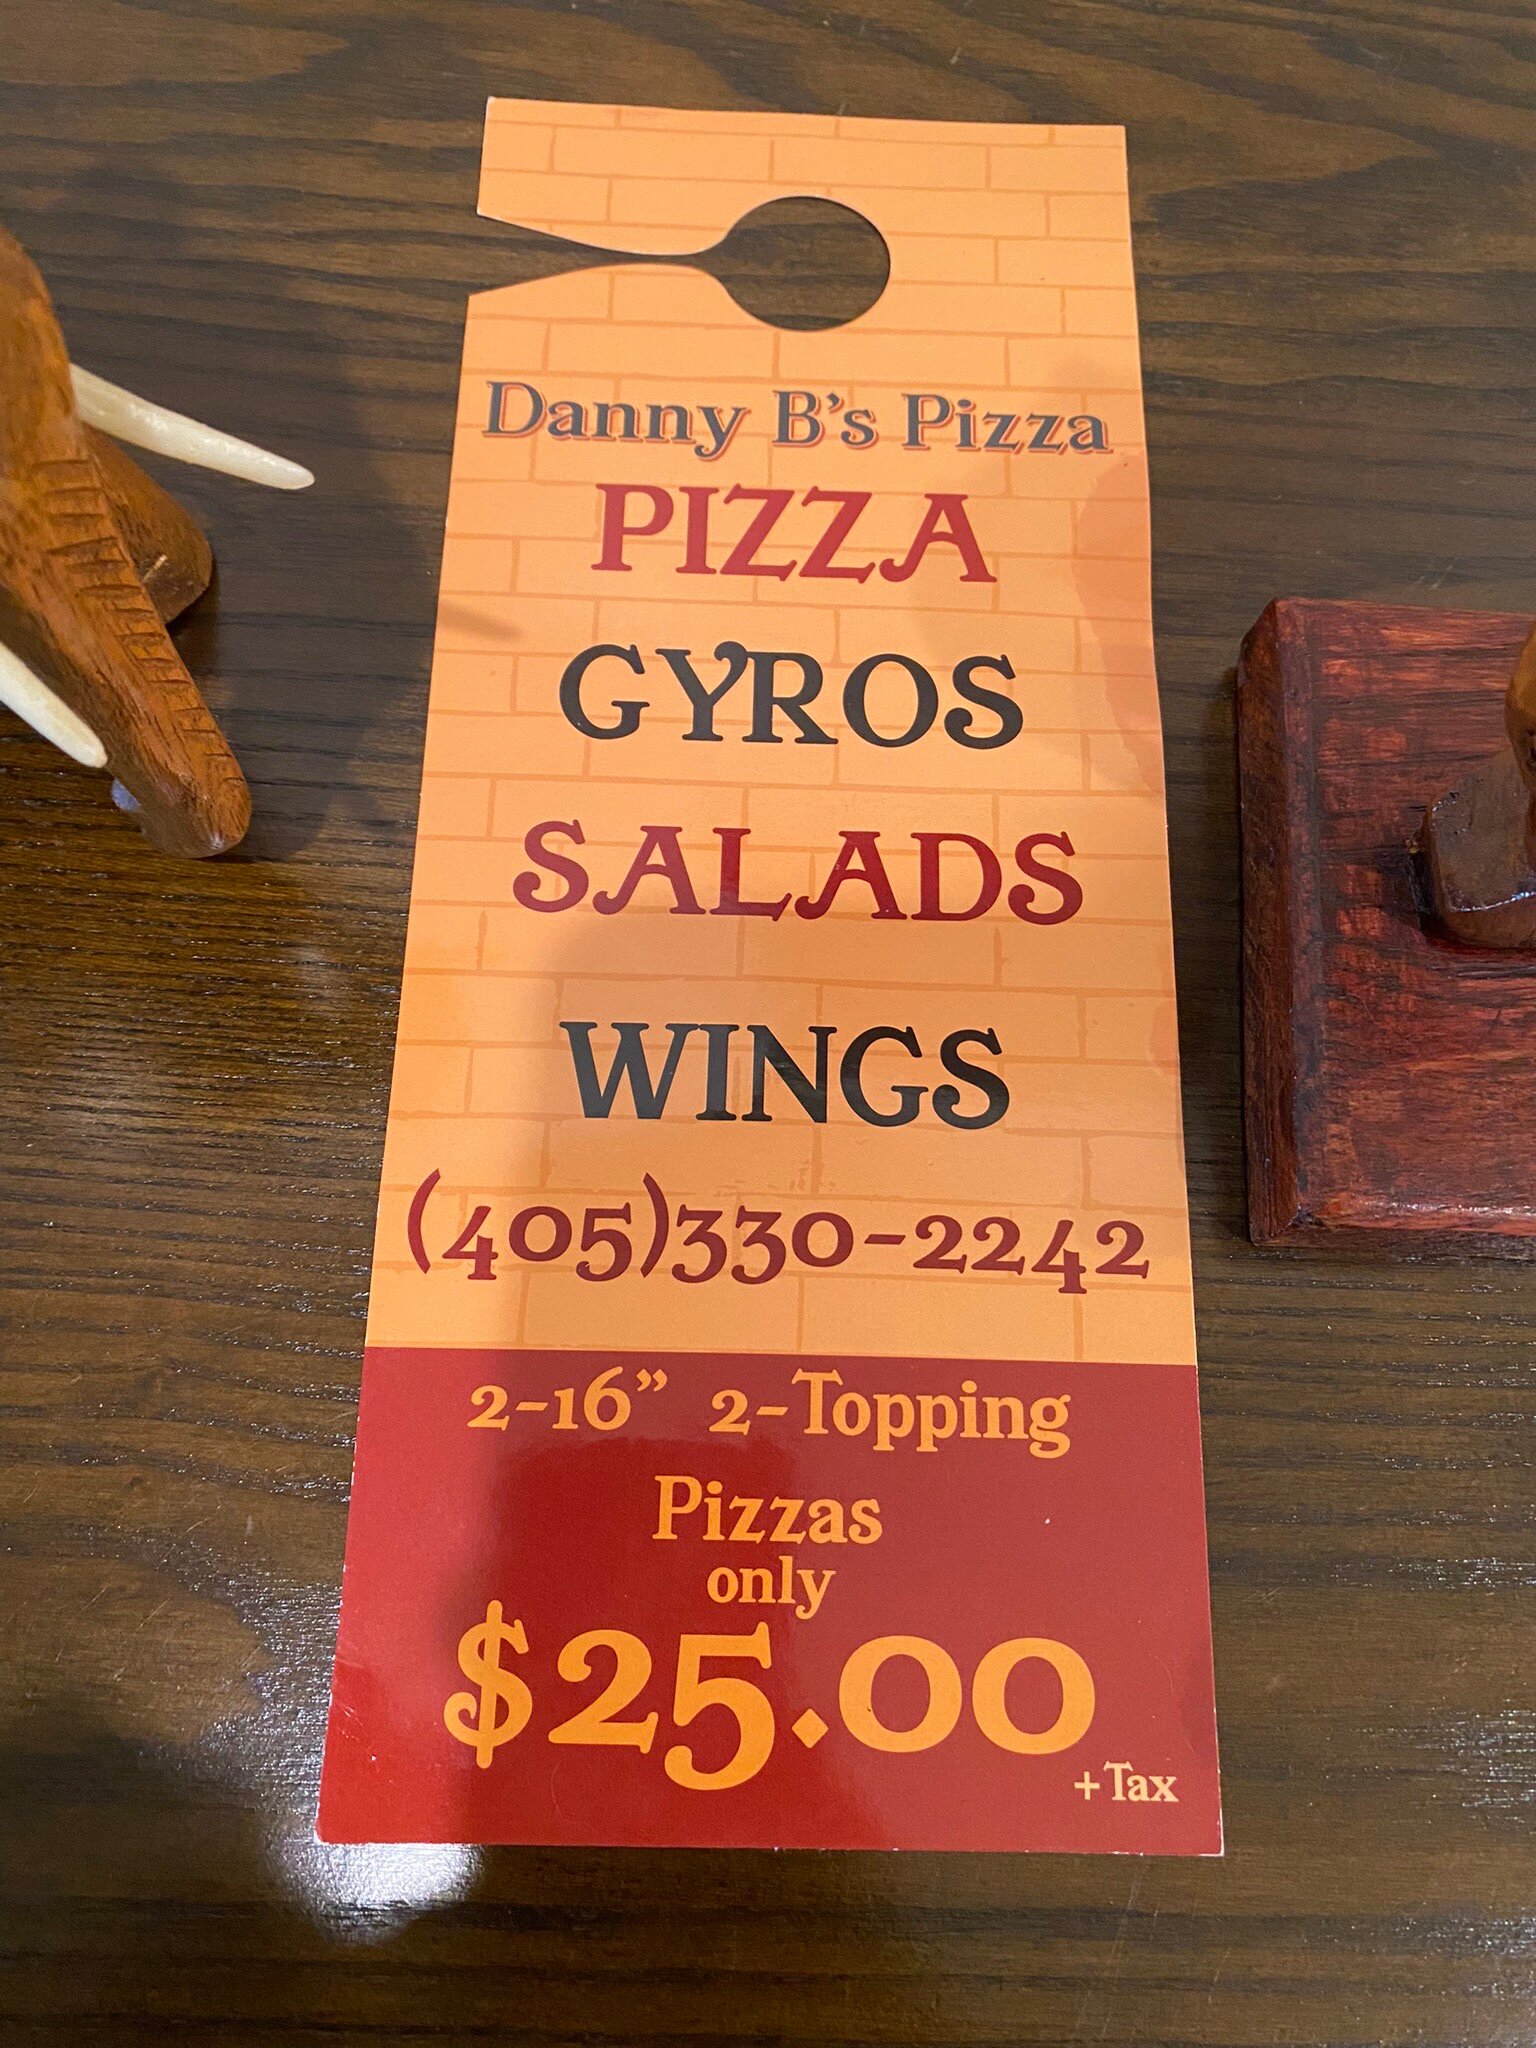 Danny B's Pizza
PIZZA
GYROS
SALADS
WINGS
(405)330-2242
2-16" 2-Topping
Pizzas
only
$25.00
+Tax